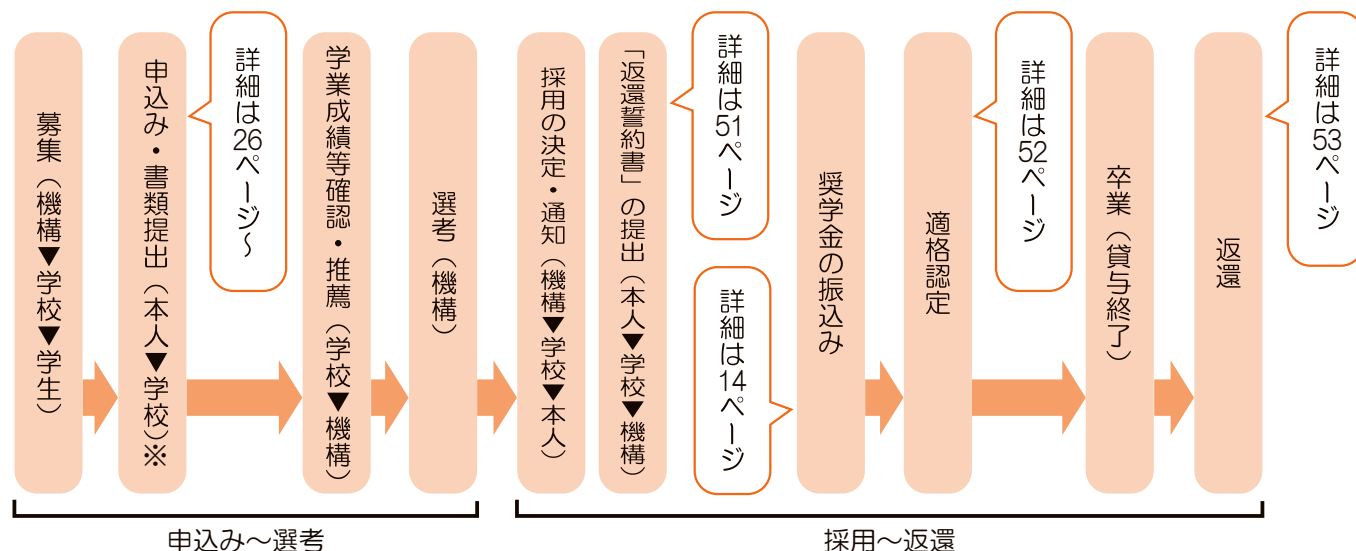 募集（機構▼学校▼学生）
申込み・書類提出（本人▼学校）※
詳細は26ページ～
学業成績等確認・推薦（学校▼機構）
選考（機構）
採用の決定・通知（機構▼学校▼本人）
「返還誓約書」の提出（本人▼学校▼機構）
詳細は51ページ
詳細は14ページ
奨学金の振込み
適格認定
詳細は52ページ
卒業（貸与終了）
返還
詳細は53ページ
申込み～選考
採用～返還